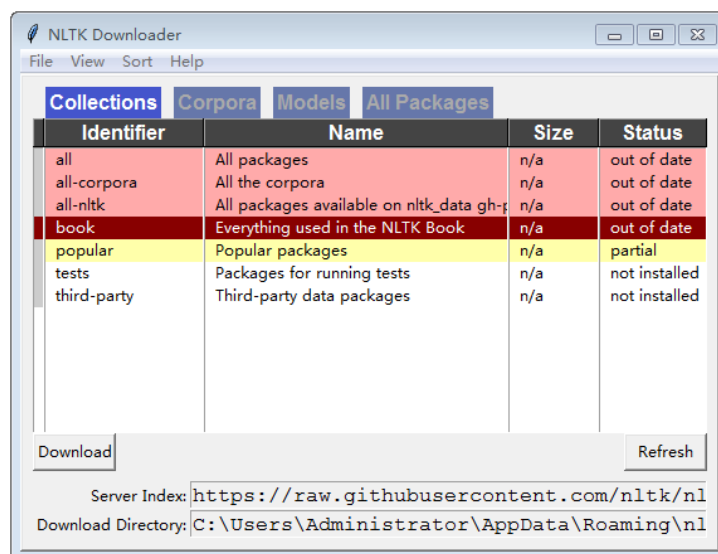 NLTK Downloader
File View Sort Help
Collections Corpora Models All Packages
Identifier Name Size Status
all All packages n/a out of date
all-corpora All the corpora n/a out of date
all-nltk All packages available on nltk_data gh-p n/a out of date
book Everything used in the NLTK Book n/a out of date
popular Popular packages n/a partial
tests Packages for running tests n/a not installed
third-party Third-party data packages n/a not installed
Download Refresh
Server Index: https://raw.githubusercontent.com/nltk/nl
Download Directory: C:\Users\Administrator\AppData\Roaming\nl